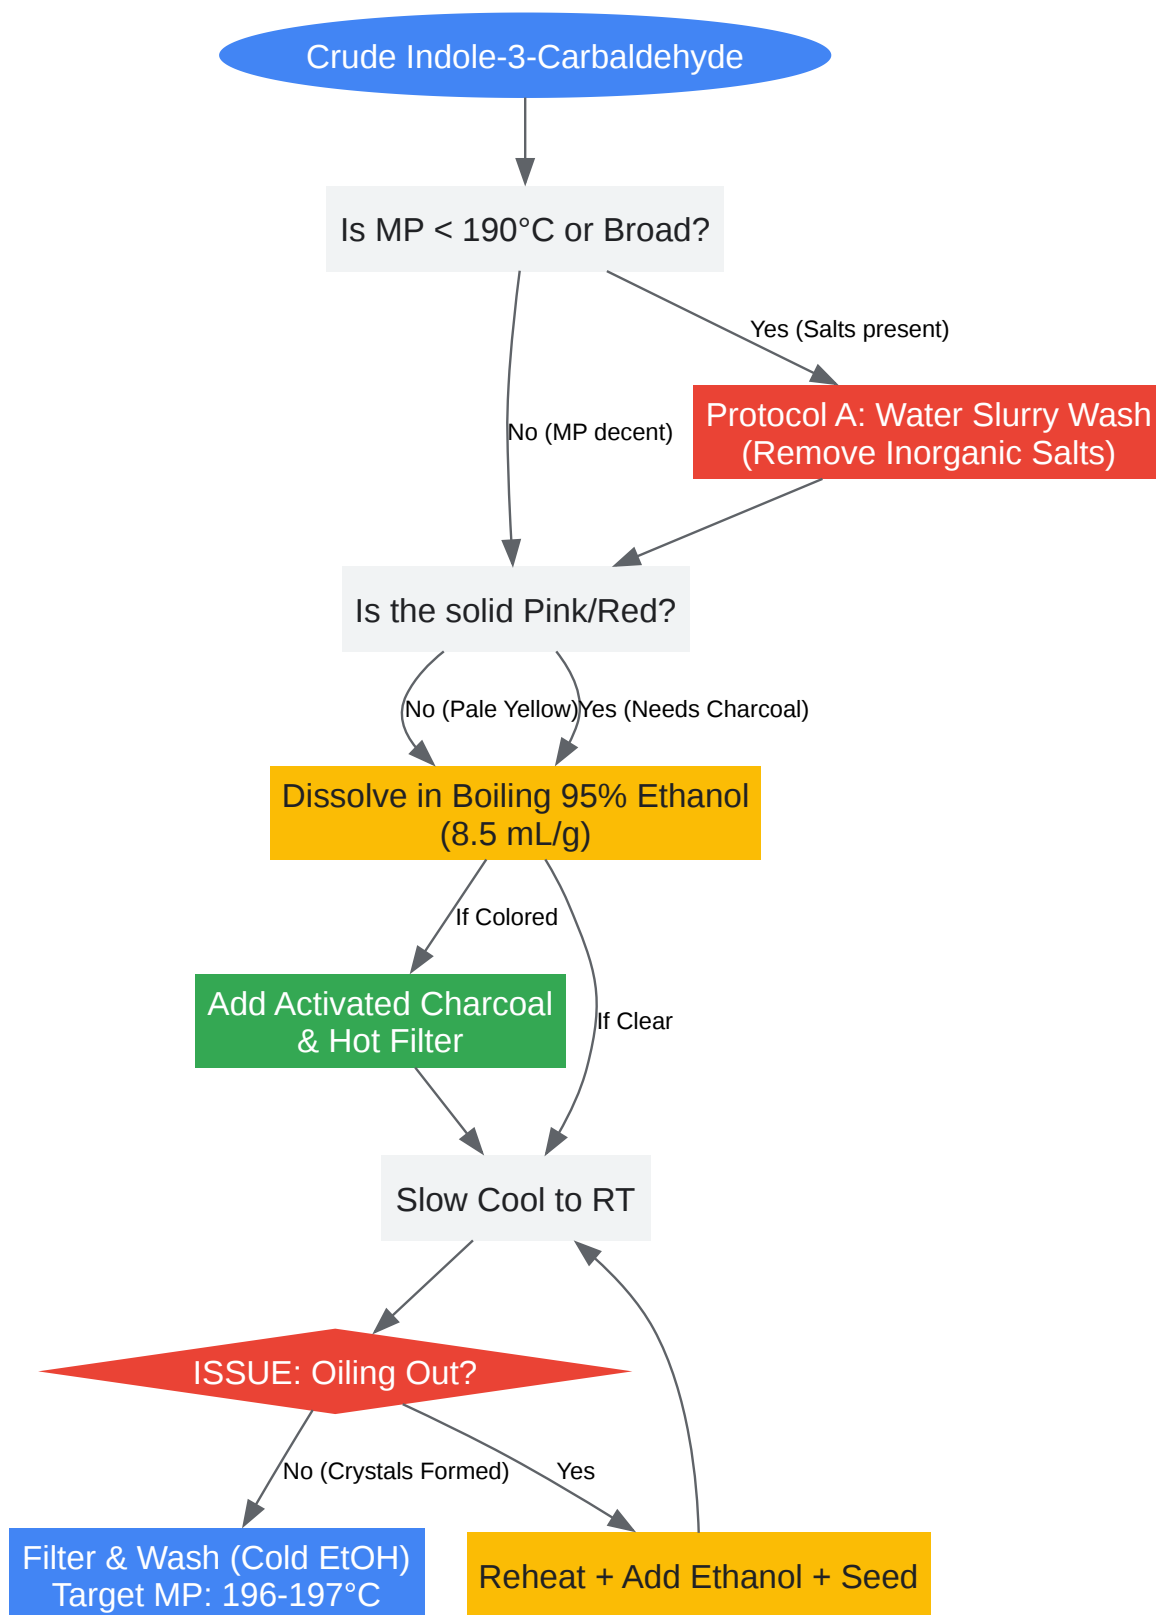 Crude Indole-3-Carbaldehyde
Is MP < 190°C or Broad?
Yes (Salts present)
Protocol A: Water Slurry Wash
(Remove Inorganic Salts)
No (MP decent)
Is the solid Pink/Red?
No (Pale Yellow)
Yes (Needs Charcoal)
Dissolve in Boiling 95% Ethanol
(8.5 mL/g)
If Colored
Add Activated Charcoal
& Hot Filter
If Clear
Slow Cool to RT
ISSUE: Oiling Out?
No (Crystals Formed)
Yes
Filter & Wash (Cold EtOH)
Target MP: 196-197°C
Reheat + Add Ethanol + Seed